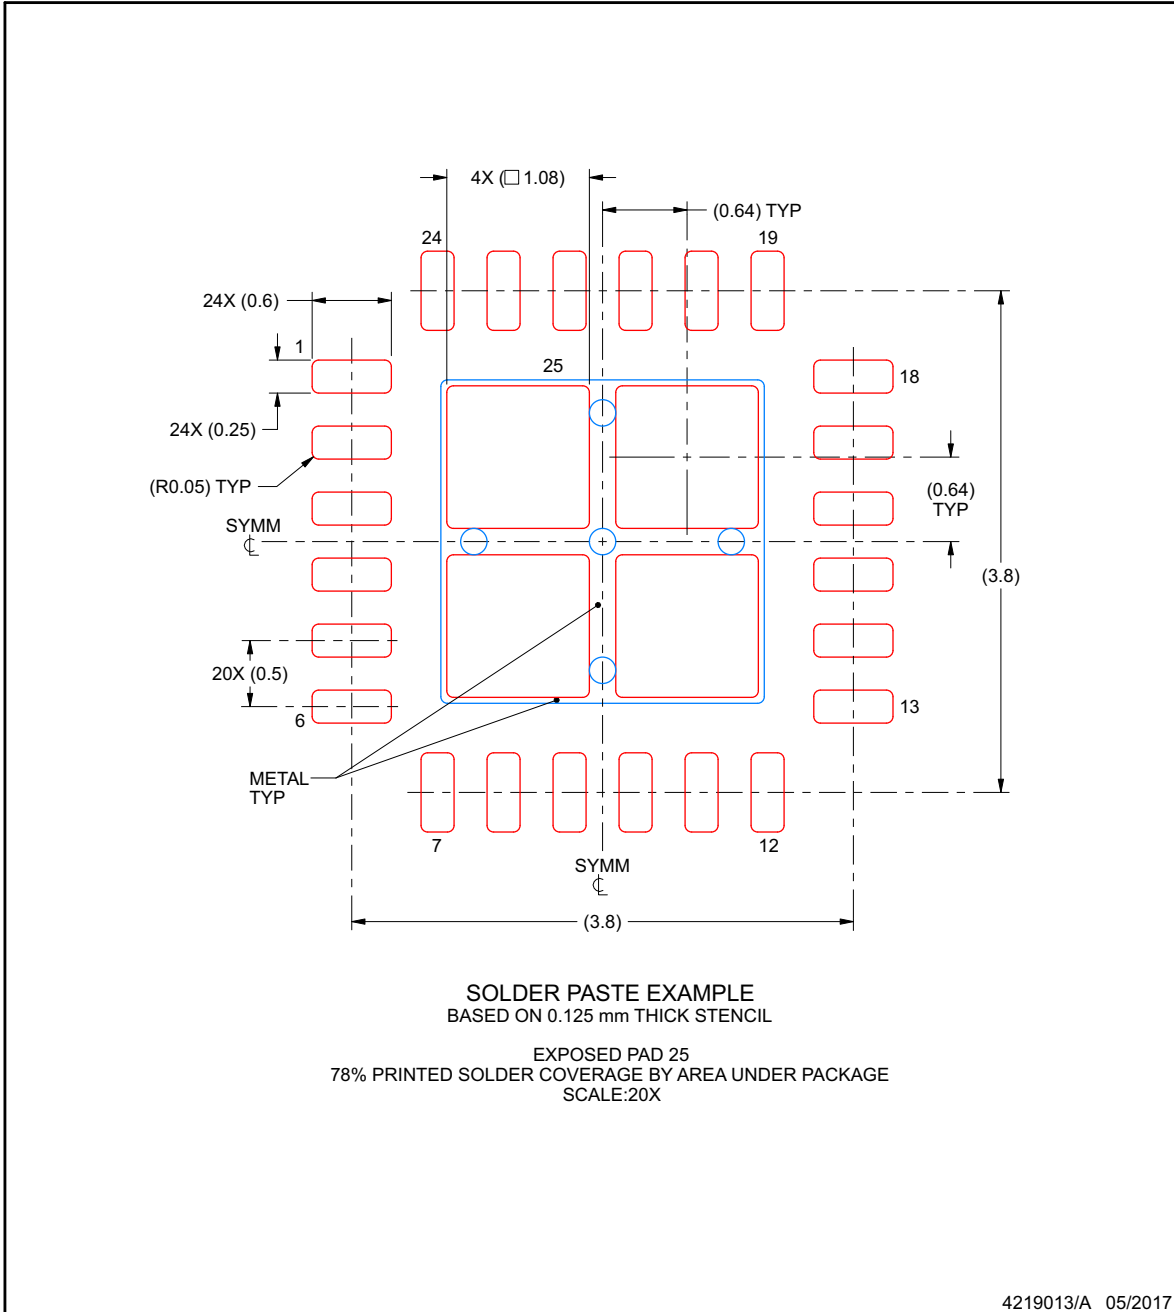 4X (□ 1.08)
(0.64) TYP
24
19
24X (0.6)
1
25
18
24X (0.25)
(R0.05) TYP
(0.64)
TYP
SYMM
℄
(3.8)
20X (0.5)
6
13
METAL
TYP
7
12
SYMM
℄
(3.8)
SOLDER PASTE EXAMPLE
BASED ON 0.125 mm THICK STENCIL
EXPOSED PAD 25
78% PRINTED SOLDER COVERAGE BY AREA UNDER PACKAGE
SCALE:20X
4219013/A 05/2017